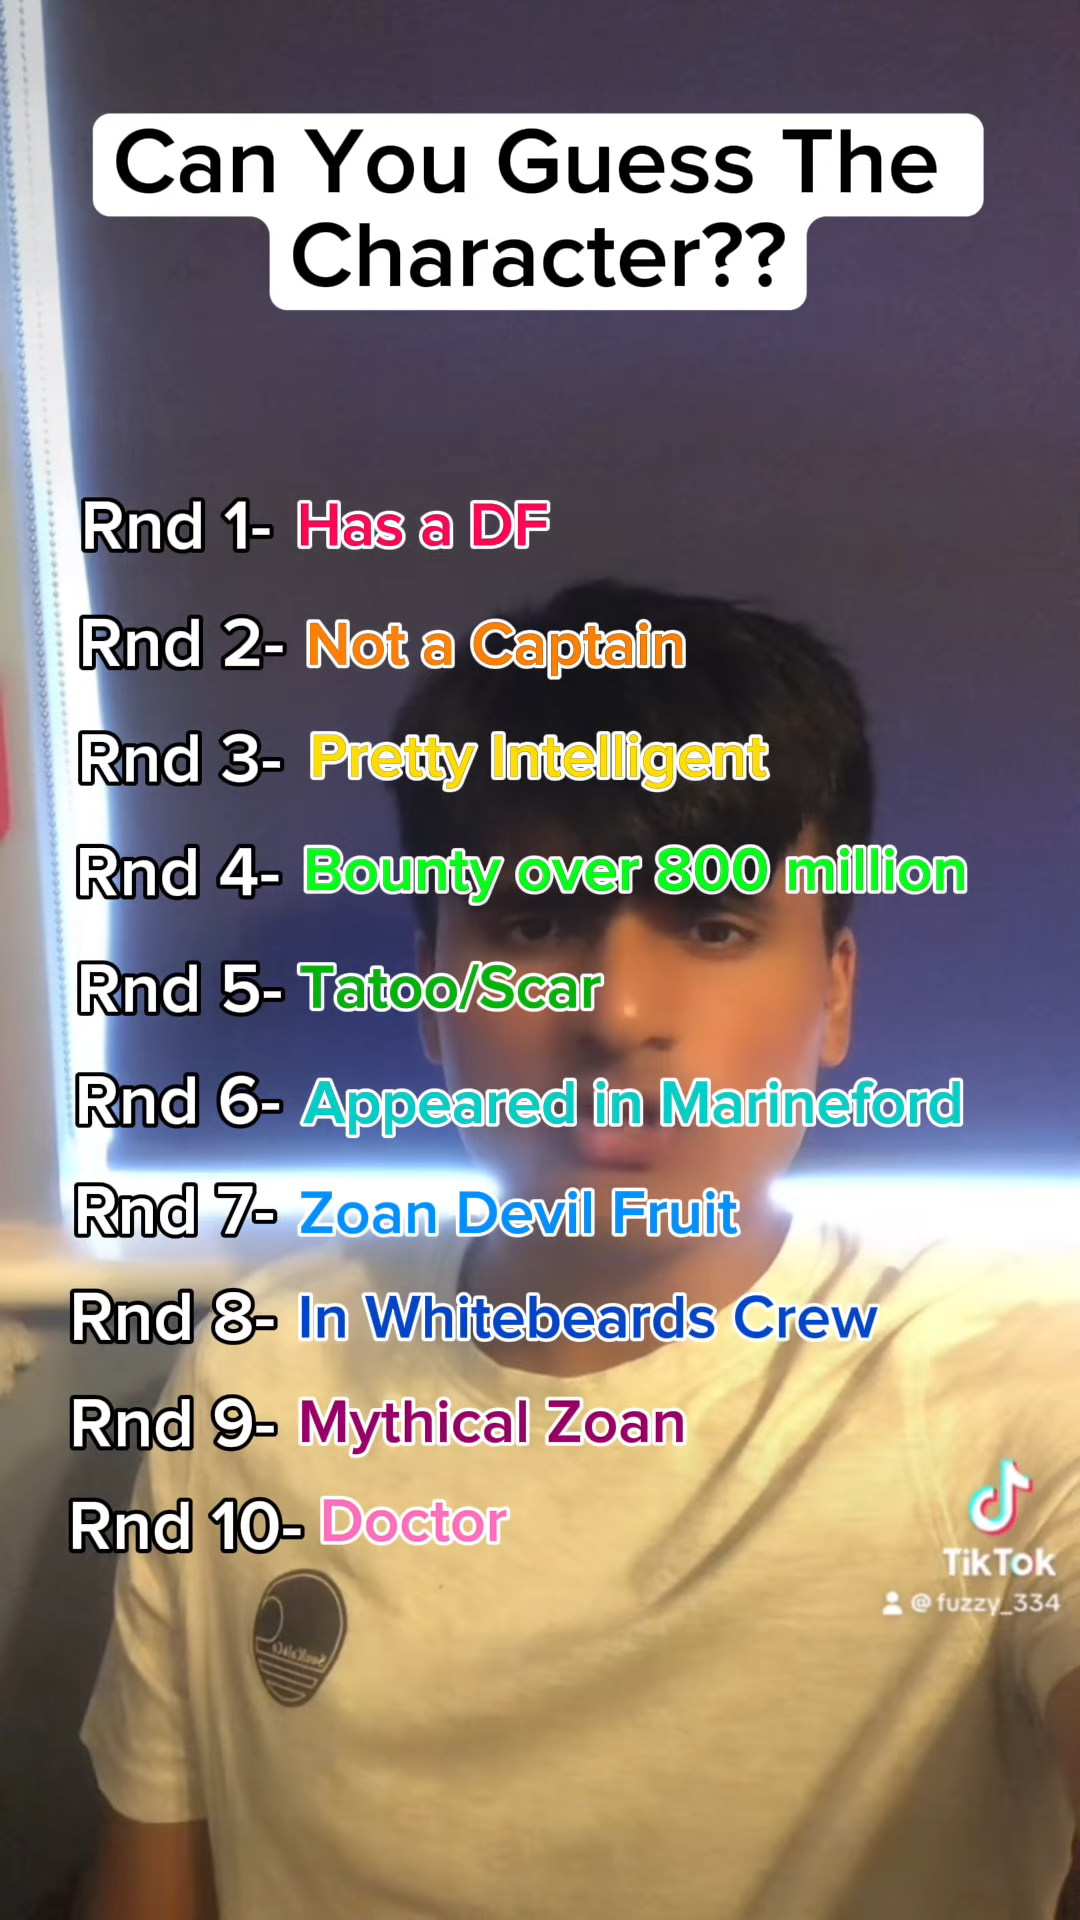 Can You Guess The
Character??
Rnd 1- Has a DF
Rnd 2- Not a Captain
Rnd 3- Pretty Intelligent
Rnd 4- Bounty over 800 million
Rnd 5- Tatoo/Scar
Rnd 6- Appeared in Marineford
Rnd 7- Zoan Devil Fruit
Rnd 8- In Whitebeards Crew
Rnd 9- Mythical Zoan
Rnd 10- Doctor
TikTok
@fuzzy_334